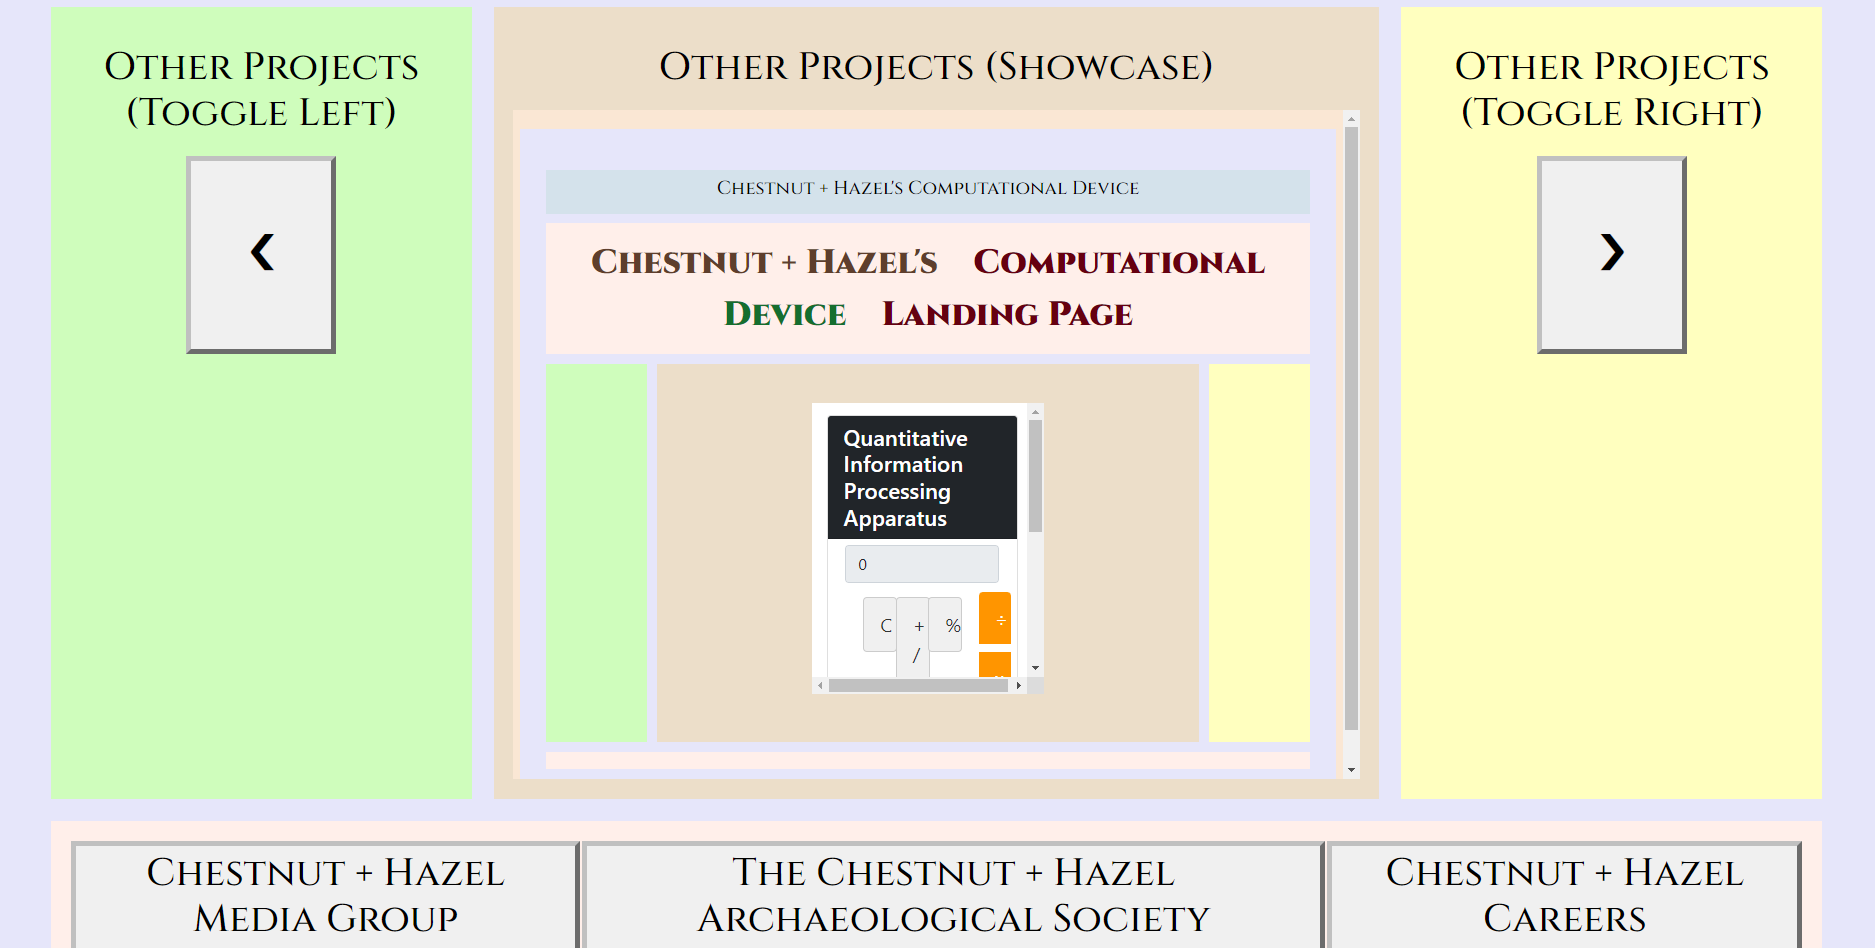 Other Projects
(Toggle Left)
❮
Other Projects (Showcase)
Chestnut + Hazel's Computational Device
Chestnut + Hazel's Computational
Device Landing Page
Quantitative
Information
Processing
Apparatus
0
C + % ÷
/
Other Projects
(Toggle Right)
❯
Chestnut + Hazel
Media Group
The Chestnut + Hazel
Archaeological Society
Chestnut + Hazel
Careers